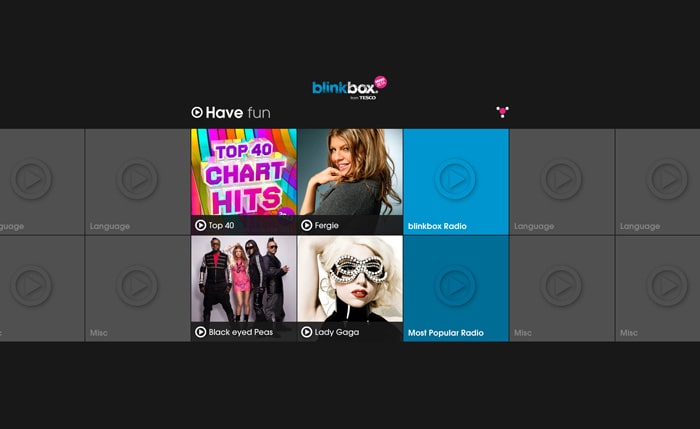 blinkbox.
from TESCO
Have fun
TOP 40
CHART
HITS
Top 40
Fergie
blinkbox Radio
Language
Language
Language
anguage
Black eyed Peas
Lady Gaga
Most Popular Radio
Misc
Misc
Misc